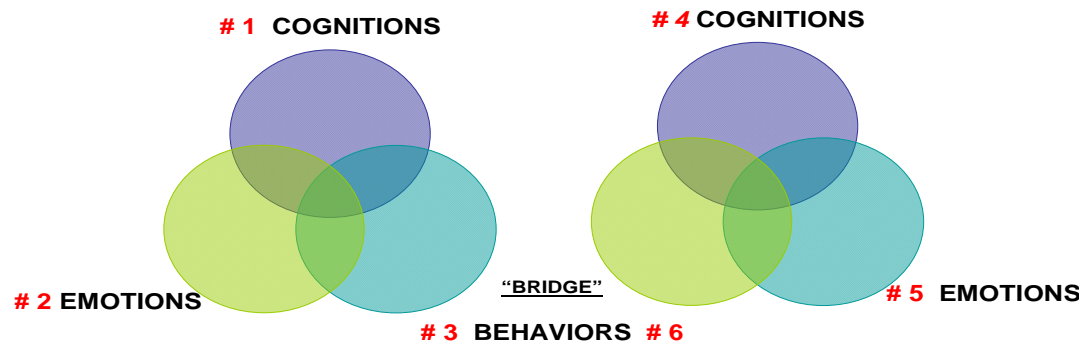 # 1 COGNITIONS
# 4 COGNITIONS
# 2 EMOTIONS
"BRIDGE"
# 5 EMOTIONS
# 3 BEHAVIORS # 6